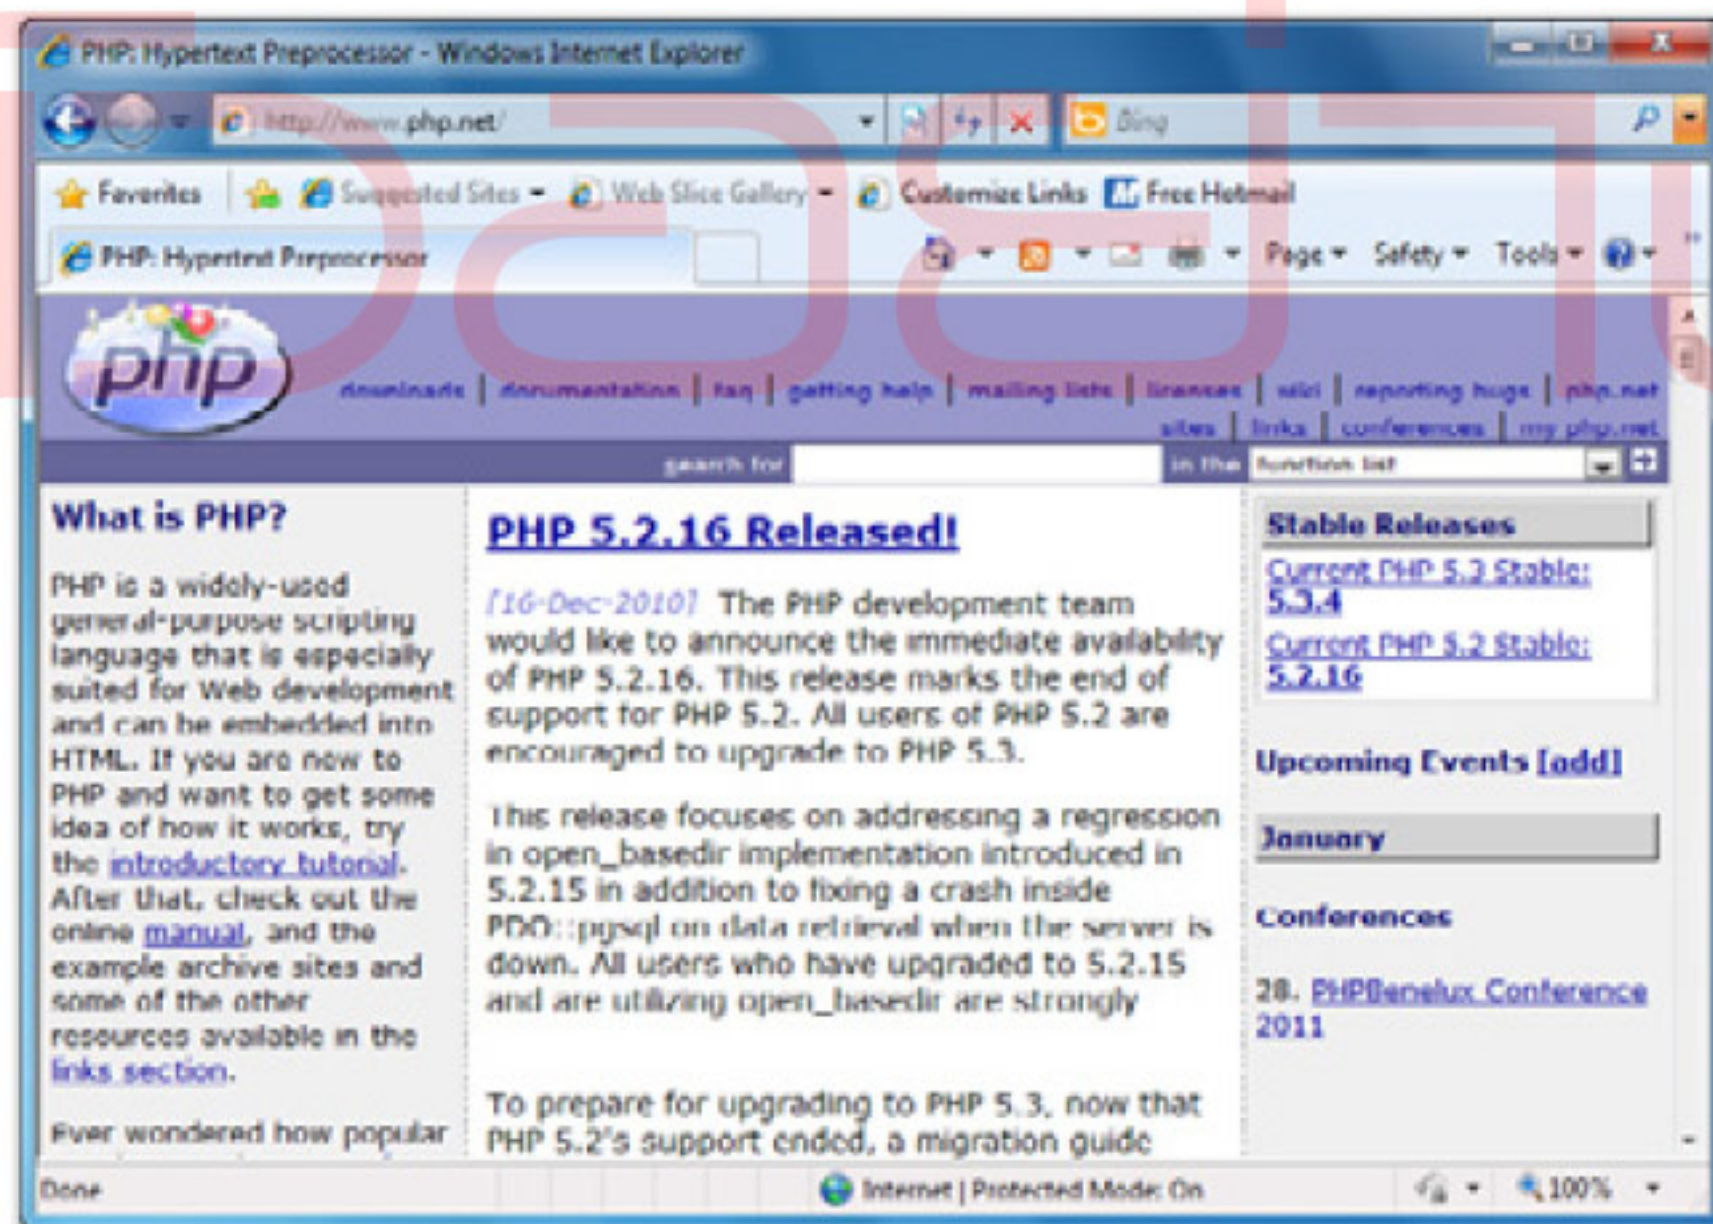 PHP: Hypertext Preprocessor - Windows Internet Explorer
http://www.php.net/
Bing
Favorites
Suggested Sites
Web Slice Gallery
Customize Links
Free Hotmail
PHP: Hypertext Preprocessor
Page
Safety
Tools
php
downloads | documentation | faq | getting help | mailing lists | licenses | wiki | reporting bugs | php.net
sites | links | conferences | my php.net
search for
in the
function list
What is PHP?
PHP is a widely-used
general-purpose scripting
language that is especially
suited for Web development
and can be embedded into
HTML. If you are new to
PHP and want to get some
idea of how it works, try
the introductory tutorial.
After that, check out the
online manual, and the
example archive sites and
some of the other
resources available in the
links section.
Ever wondered how popular
PHP 5.2.16 Released!
[16-Dec-2010] The PHP development team
would like to announce the immediate availability
of PHP 5.2.16. This release marks the end of
support for PHP 5.2. All users of PHP 5.2 are
encouraged to upgrade to PHP 5.3.
This release focuses on addressing a regression
in open_basedir implementation introduced in
5.2.15 in addition to fixing a crash inside
PDO::pgsql on data retrieval when the server is
down. All users who have upgraded to 5.2.15
and are utilizing open_basedir are strongly
To prepare for upgrading to PHP 5.3, now that
PHP 5.2's support ended, a migration guide
Stable Releases
Current PHP 5.3 Stable:
5.3.4
Current PHP 5.2 Stable:
5.2.16
Upcoming Events [add]
January
Conferences
28. PHPBenelux Conference
2011
Done
Internet | Protected Mode: On
100%